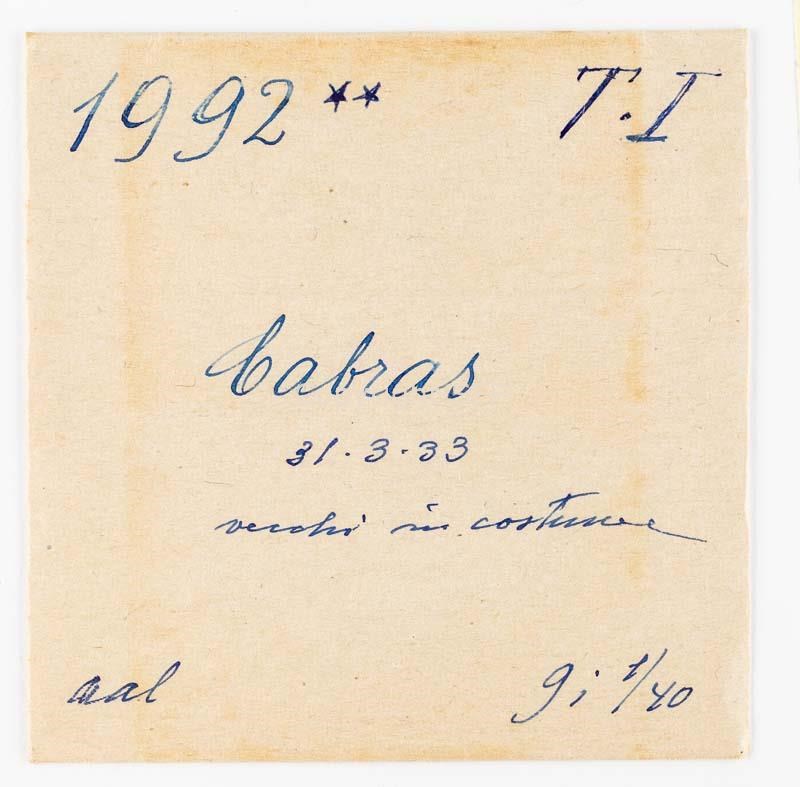 1992 ** T.I
Cabras
31.3.33
vecchi in costume
aal 9 i 1/40